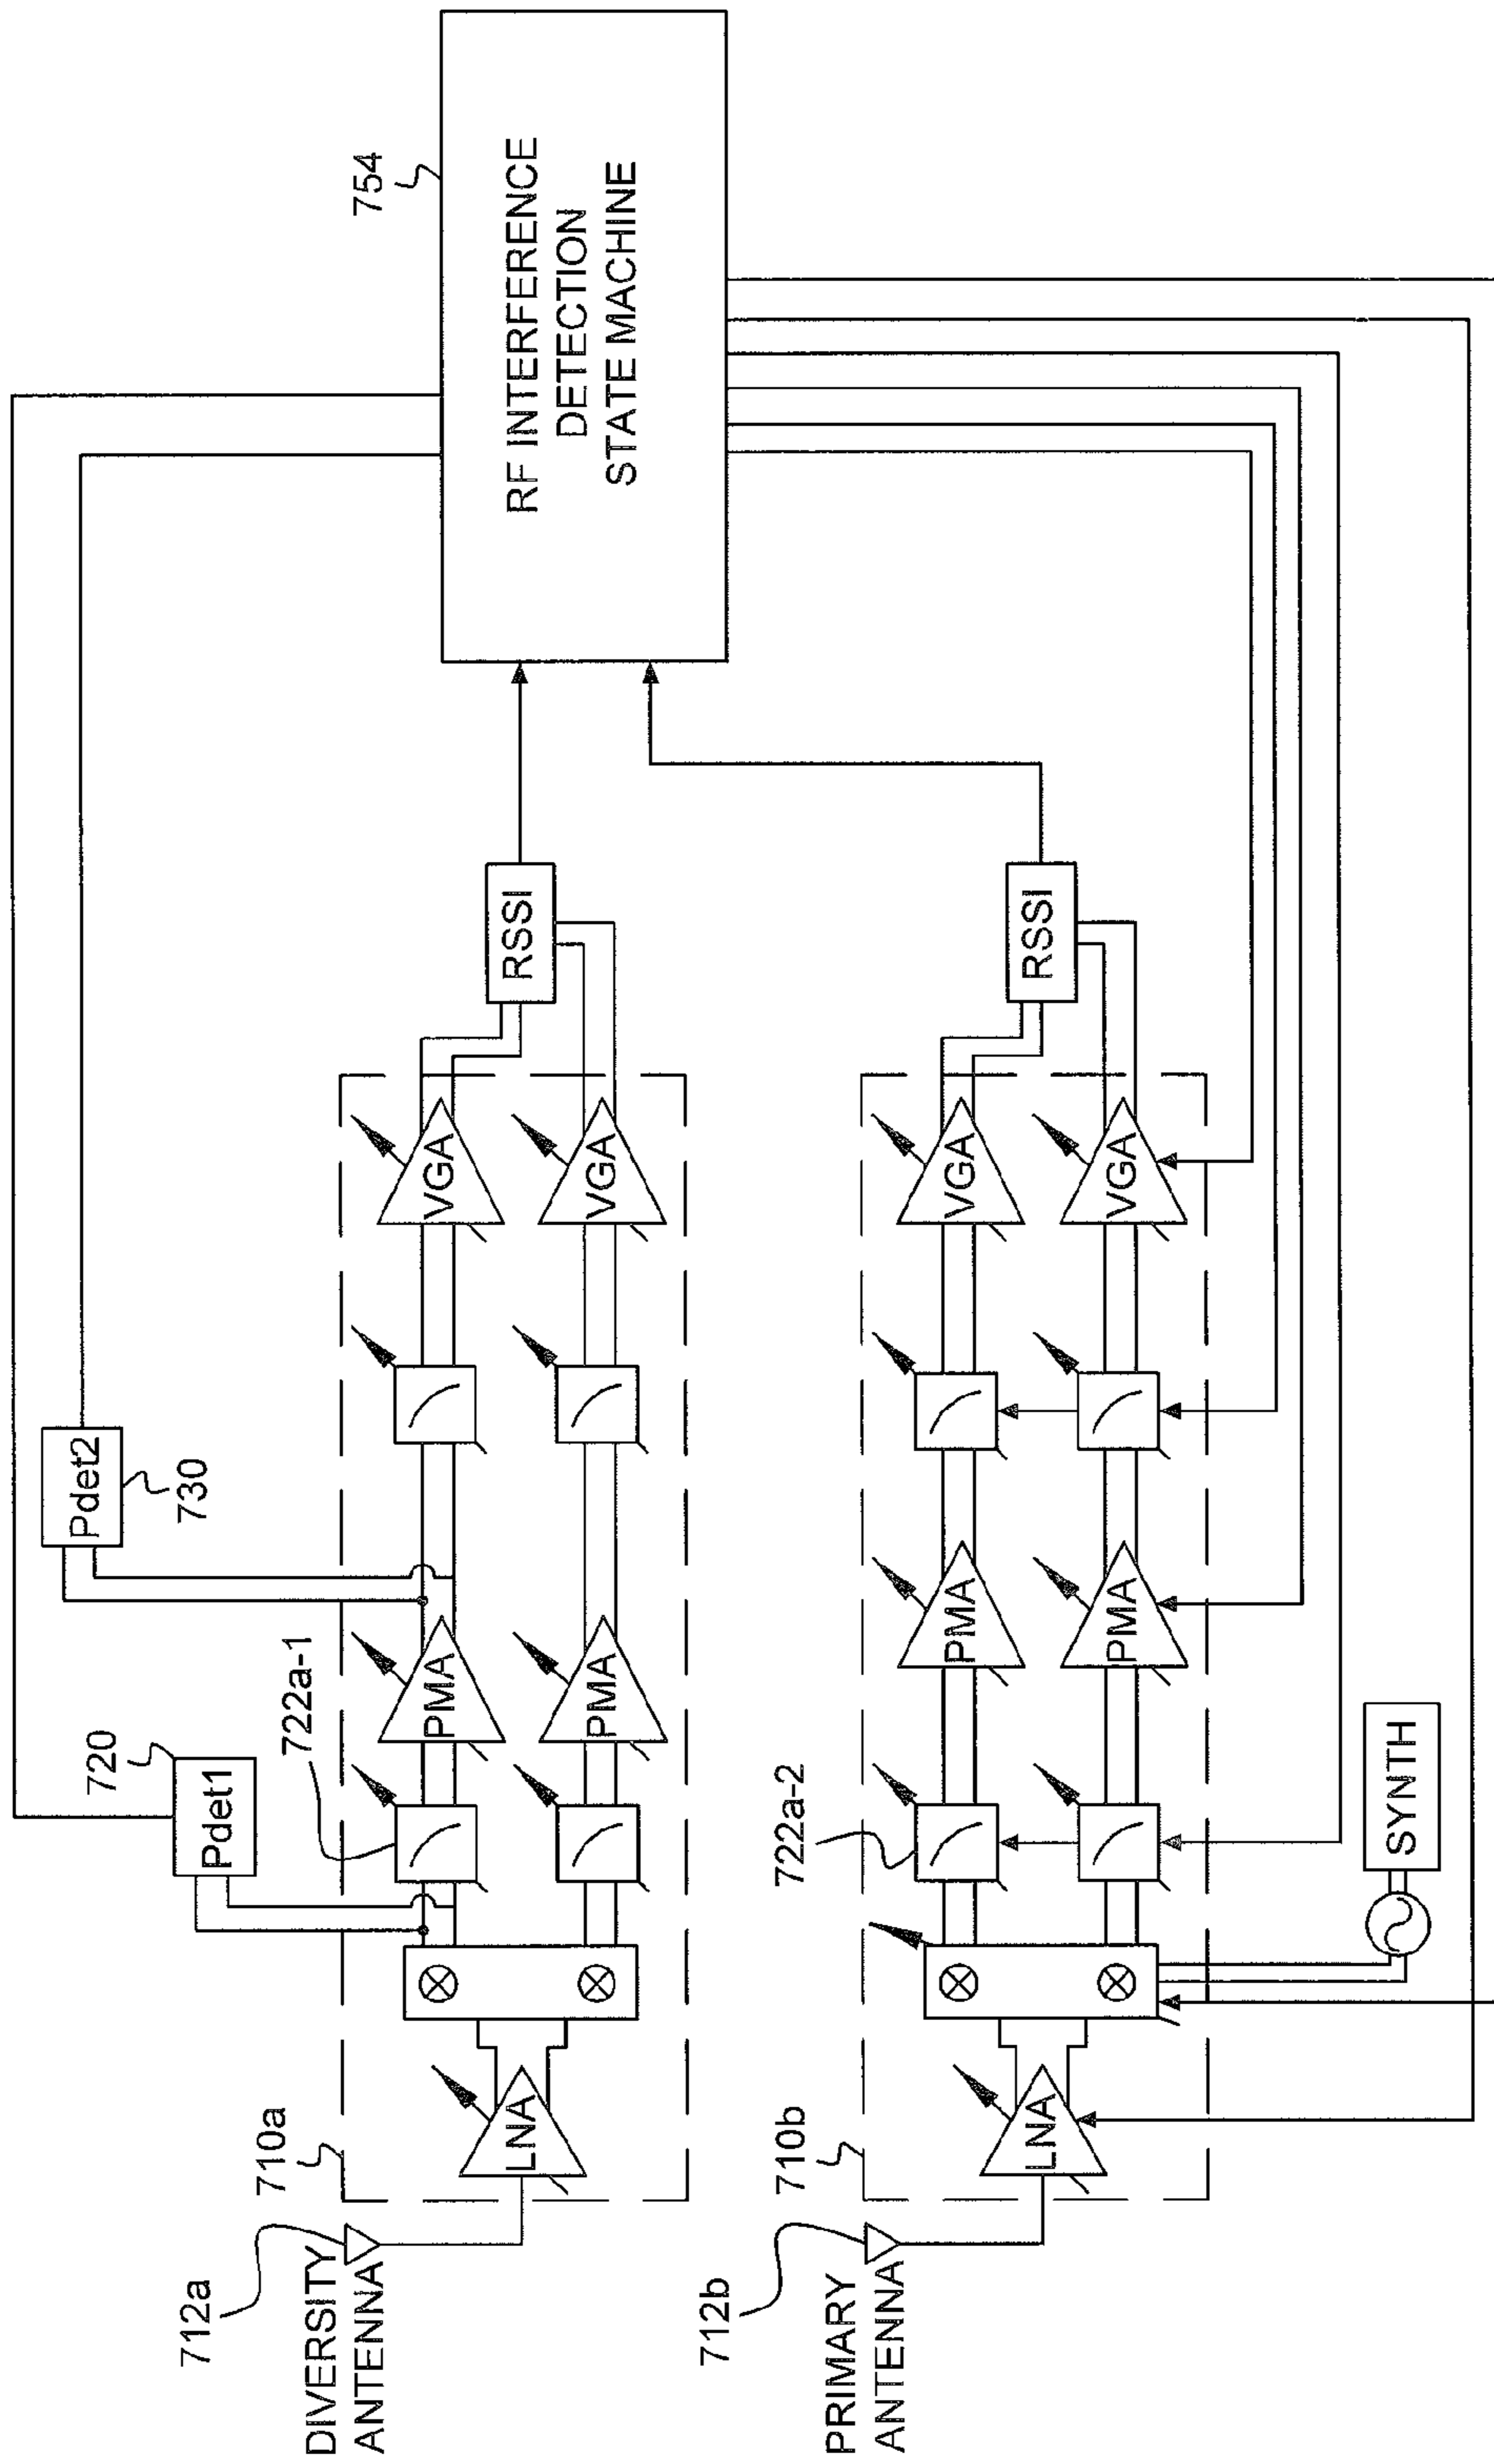 754
RF INTERFERENCE
DETECTION
STATE MACHINE
720
Pdet1
Pdet2
730
710a
722a-1
712a
DIVERSITY
ANTENNA
LNA
PMA
VGA
PMA
VGA
RSSI
710b
722a-2
712b
PRIMARY
ANTENNA
LNA
PMA
VGA
PMA
VGA
RSSI
SYNTH